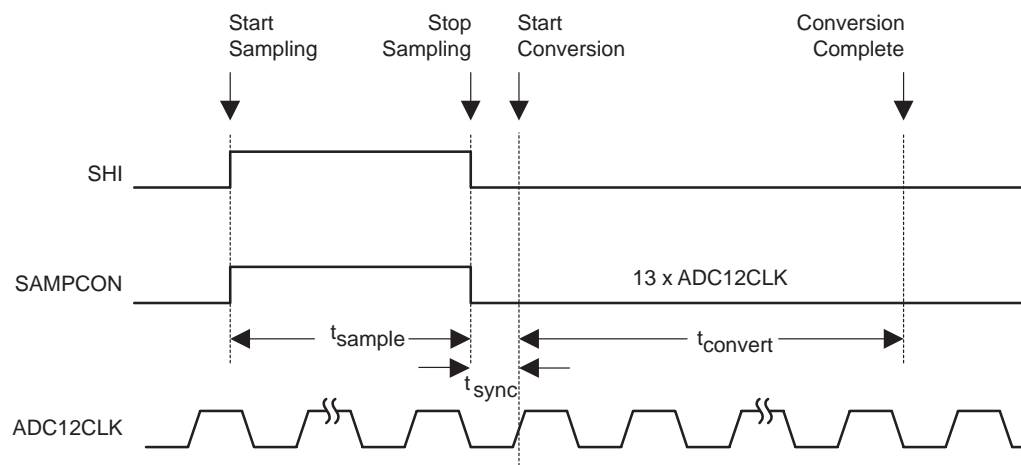 Start
Sampling
Stop
Sampling
Start
Conversion
Conversion
Complete
SHI
SAMPCON
13 x ADC12CLK
tsample
tconvert
tsync
ADC12CLK